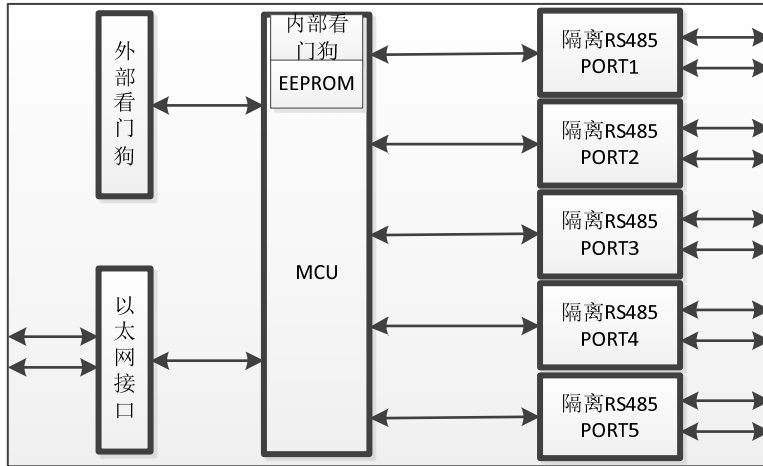 外
部
看
门
狗
以
太
网
接
口
内部看
门狗
EEPROM
MCU
隔离RS485
PORT1
隔离RS485
PORT2
隔离RS485
PORT3
隔离RS485
PORT4
隔离RS485
PORT5